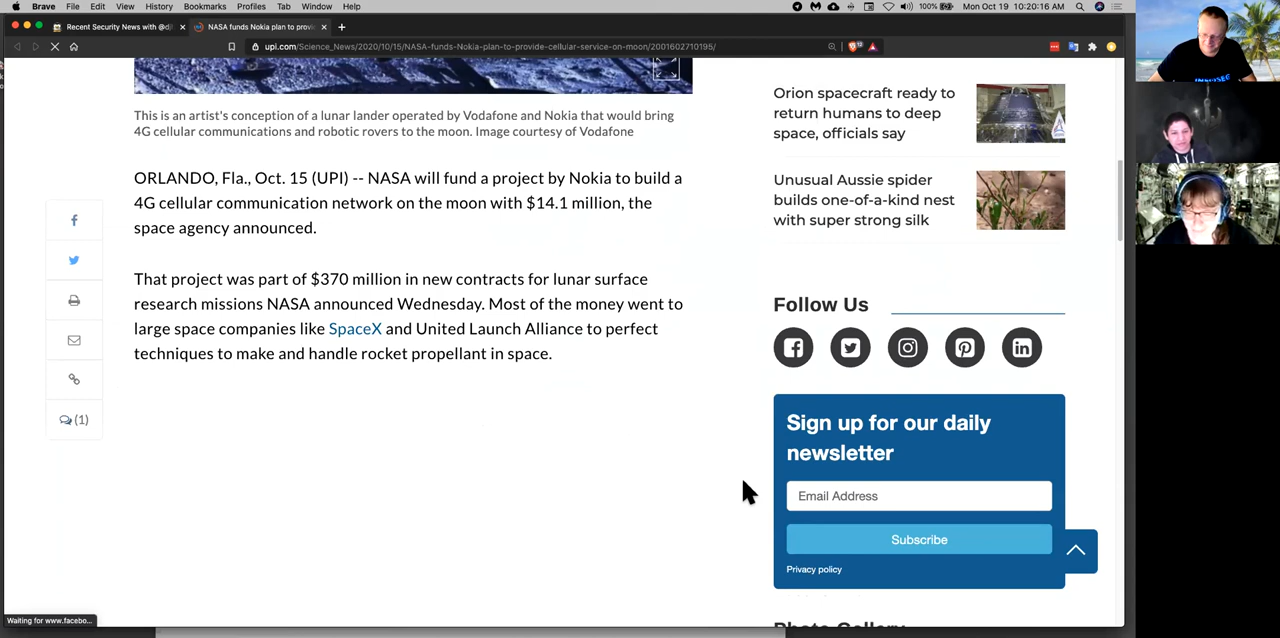 Brave File Edit View History Bookmarks Profiles Tab Window Help
100% Mon Oct 19 10:20:16 AM
Recent Security News with @dj
NASA funds Nokia plan to provi
upi.com/Science_News/2020/10/15/NASA-funds-Nokia-plan-to-provide-cellular-service-on-moon/2001602710195/
This is an artist's conception of a lunar lander operated by Vodafone and Nokia that would bring
4G cellular communications and robotic rovers to the moon. Image courtesy of Vodafone
ORLANDO, Fla., Oct. 15 (UPI) -- NASA will fund a project by Nokia to build a
4G cellular communication network on the moon with $14.1 million, the
space agency announced.
That project was part of $370 million in new contracts for lunar surface
research missions NASA announced Wednesday. Most of the money went to
large space companies like SpaceX and United Launch Alliance to perfect
techniques to make and handle rocket propellant in space.
(1)
Orion spacecraft ready to
return humans to deep
space, officials say
Unusual Aussie spider
builds one-of-a-kind nest
with super strong silk
Follow Us
Sign up for our daily
newsletter
Email Address
Subscribe
Privacy policy
Photo Gallery
Waiting for www.facebo...